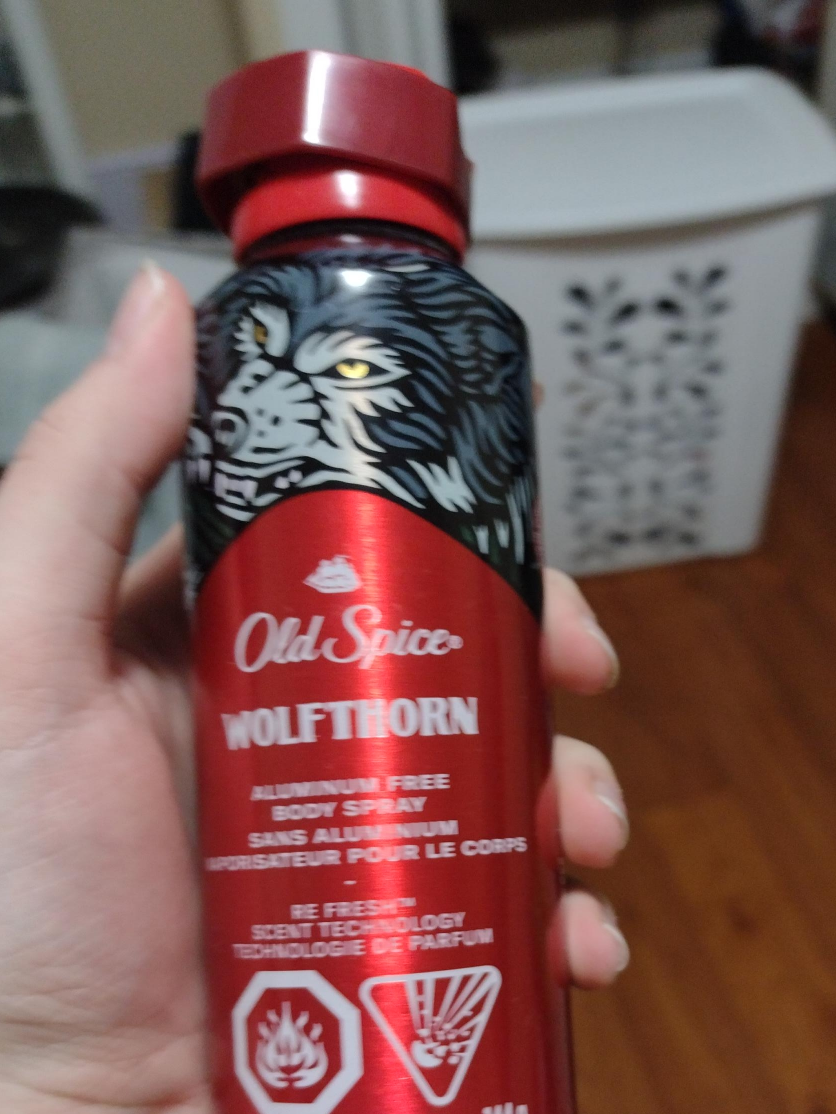 Old Spice®
WOLFTHORN
ALUMINUM FREE
BODY SPRAY
SANS ALUMINIUM
VAPORISATEUR POUR LE CORPS
-
RE FRESH™
SCENT TECHNOLOGY
TECHNOLOGIE DE PARFUM